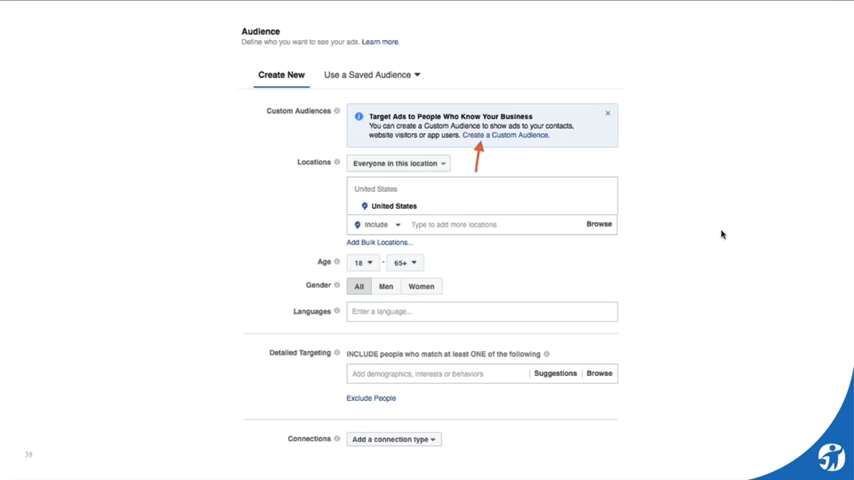 Audience
Define who you want to see your ads. Learn more.
Create New Use a Saved Audience
Custom Audiences
Target Ads to People Who Know Your Business
You can create a Custom Audience to show ads to your contacts,
website visitors or app users. Create a Custom Audience.
Locations Everyone in this location
United States
United States
Include Type to add more locations Browse
Add Bulk Locations...
Age 18 - 65+
Gender All Men Women
Languages Enter a language...
Detailed Targeting INCLUDE people who match at least ONE of the following
Add demographics, interests or behaviors Suggestions Browse
Exclude People
Connections Add a connection type
38